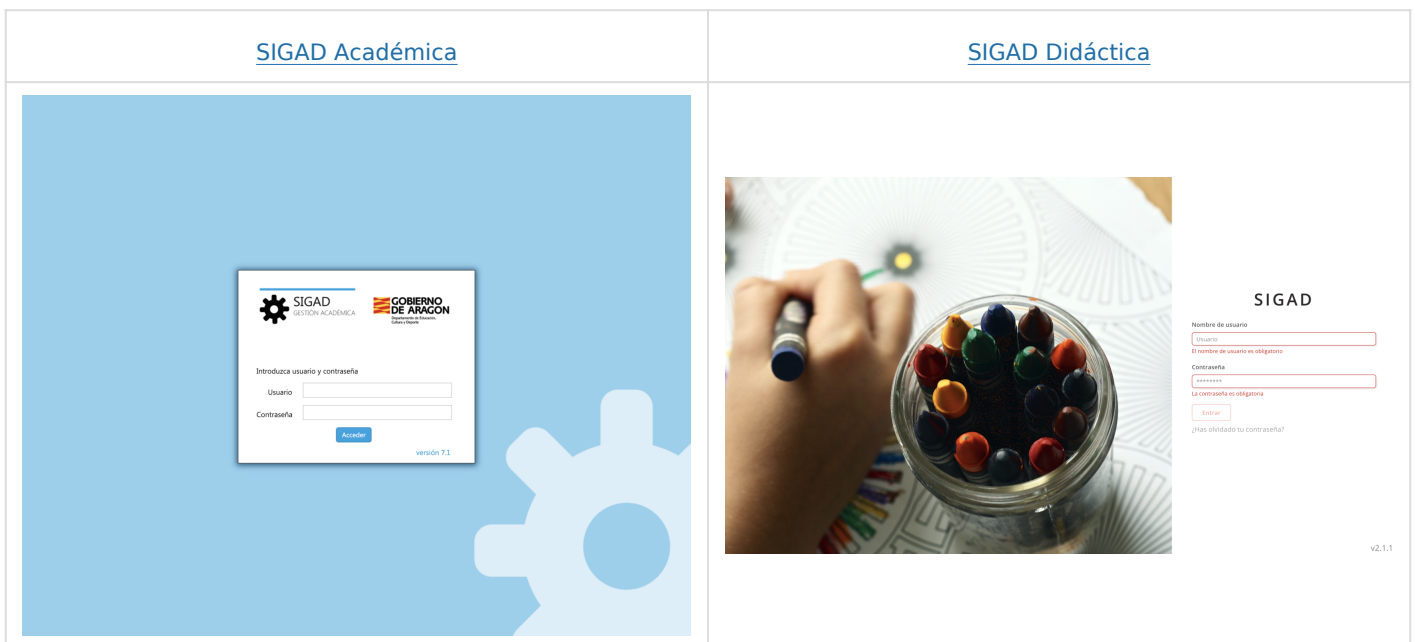 SIGAD Académica
SIGAD Didáctica
SIGAD
GESTIÓN ACADÉMICA
GOBIERNO
DE ARAGON
Departamento de Educación,
Cultura y Deporte
Introduzca usuario y contraseña
Usuario
Contraseña
Acceder
versión 7.1
SIGAD
Nombre de usuario
Usuario
El nombre de usuario es obligatorio
Contraseña
********
La contraseña es obligatoria
Entrar
¿Has olvidado tu contraseña?
v2.1.1